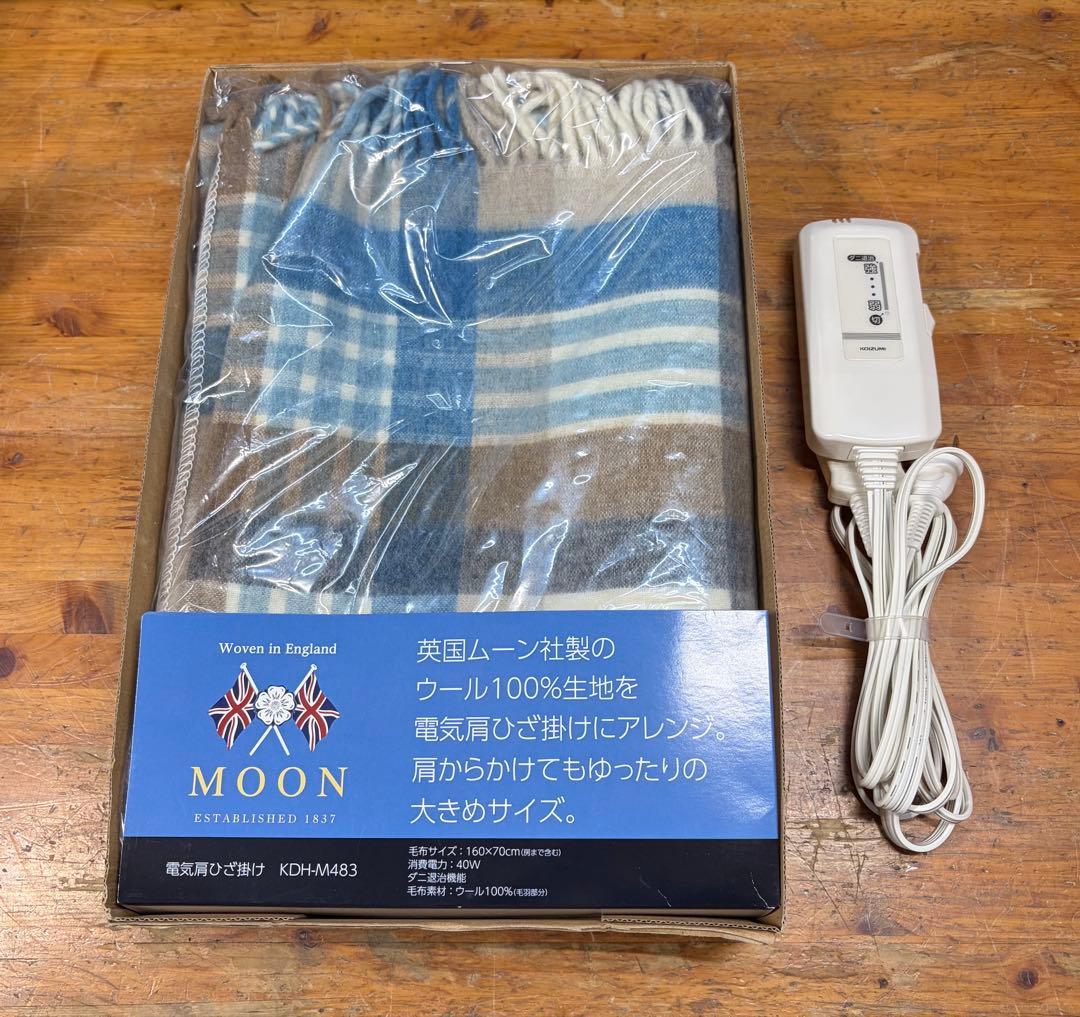 ダニ退治
強
弱
切
KOIZUMI
Woven in England
MOON
ESTABLISHED 1837
英国ムーン社製の
ウール100%生地を
電気肩ひざ掛けにアレンジ。
肩からかけてもゆったりの
大きめサイズ。
電気肩ひざ掛け KDH-M483
毛布サイズ:160×70cm(房まで含む)
消費電力:40W
ダニ退治機能
毛布素材:ウール100%(毛羽部分)